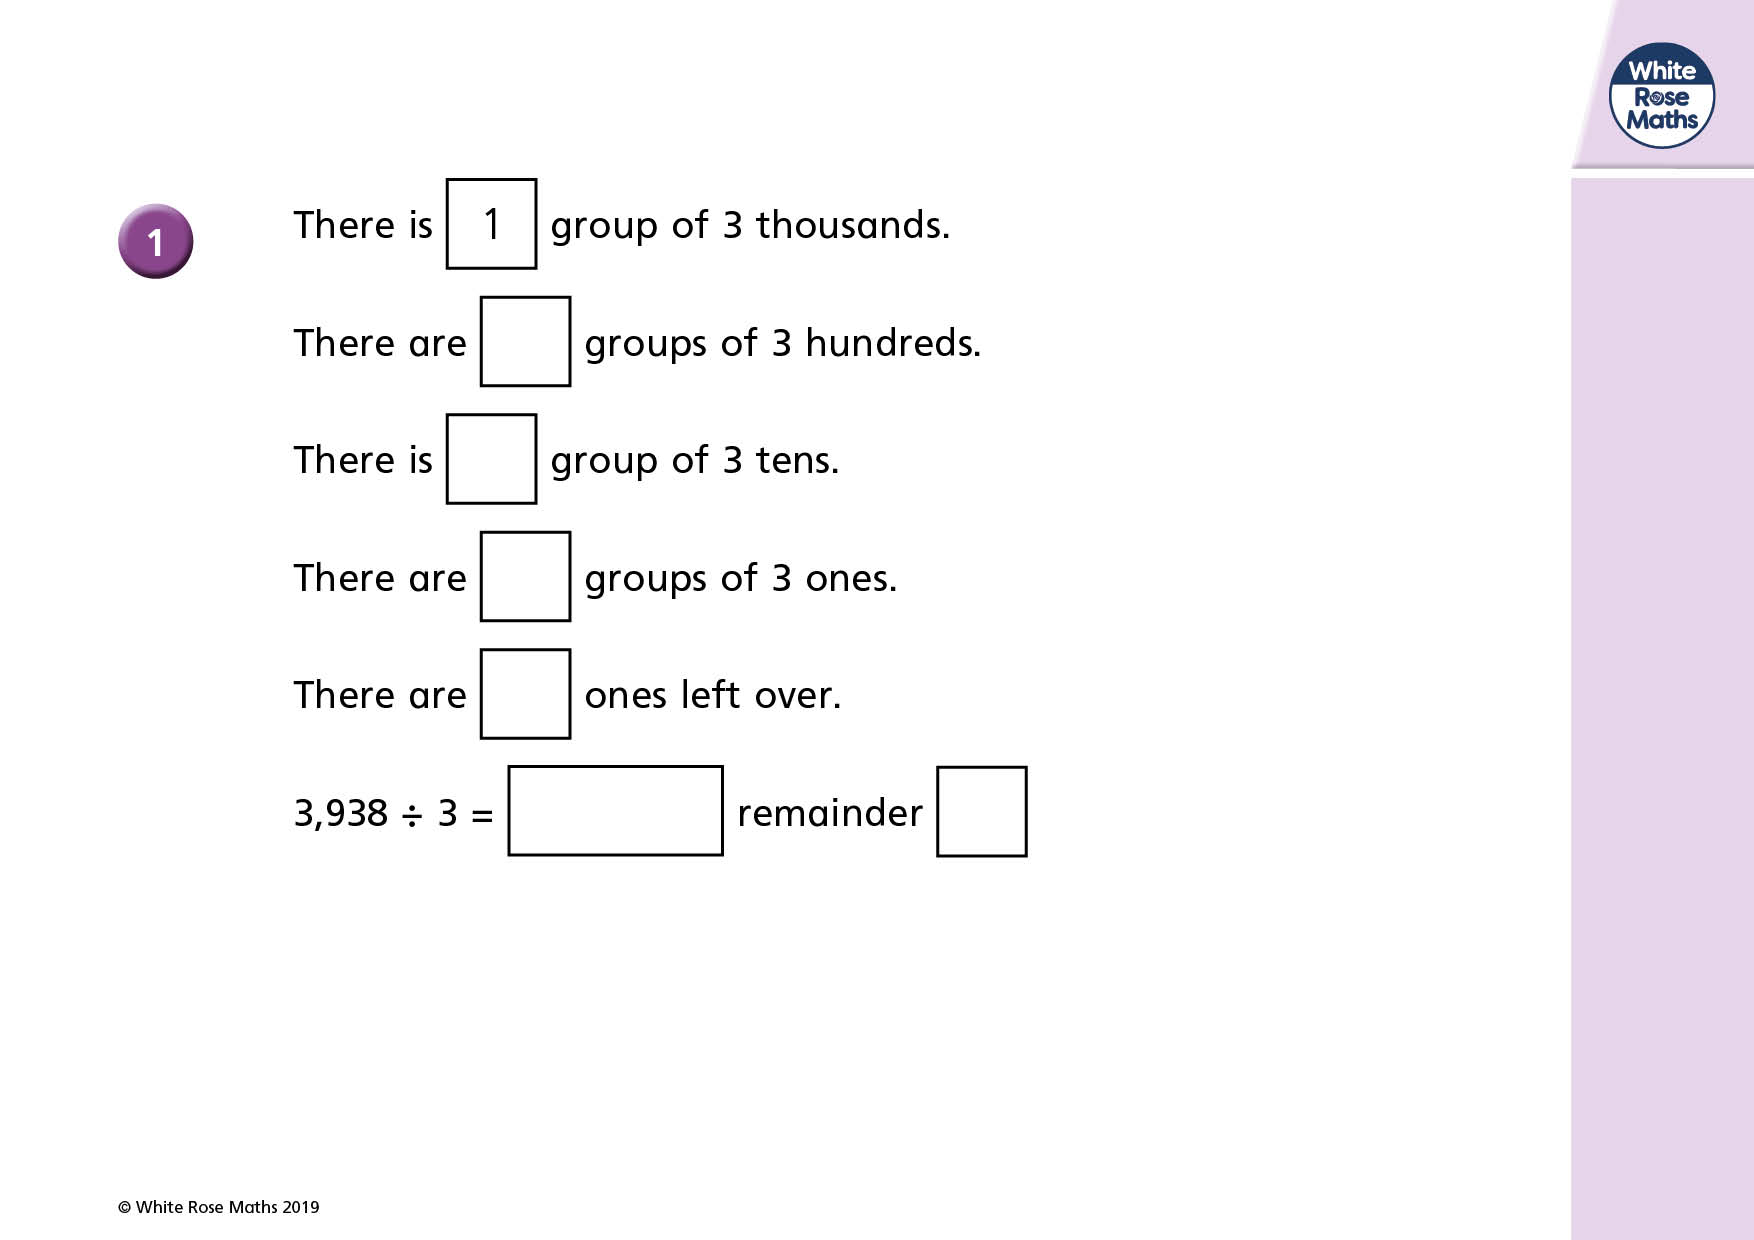 White
Rose
Maths
1
There is 1 group of 3 thousands.
There are groups of 3 hundreds.
There is group of 3 tens.
There are groups of 3 ones.
There are ones left over.
3,938 ÷ 3 = remainder
© White Rose Maths 2019